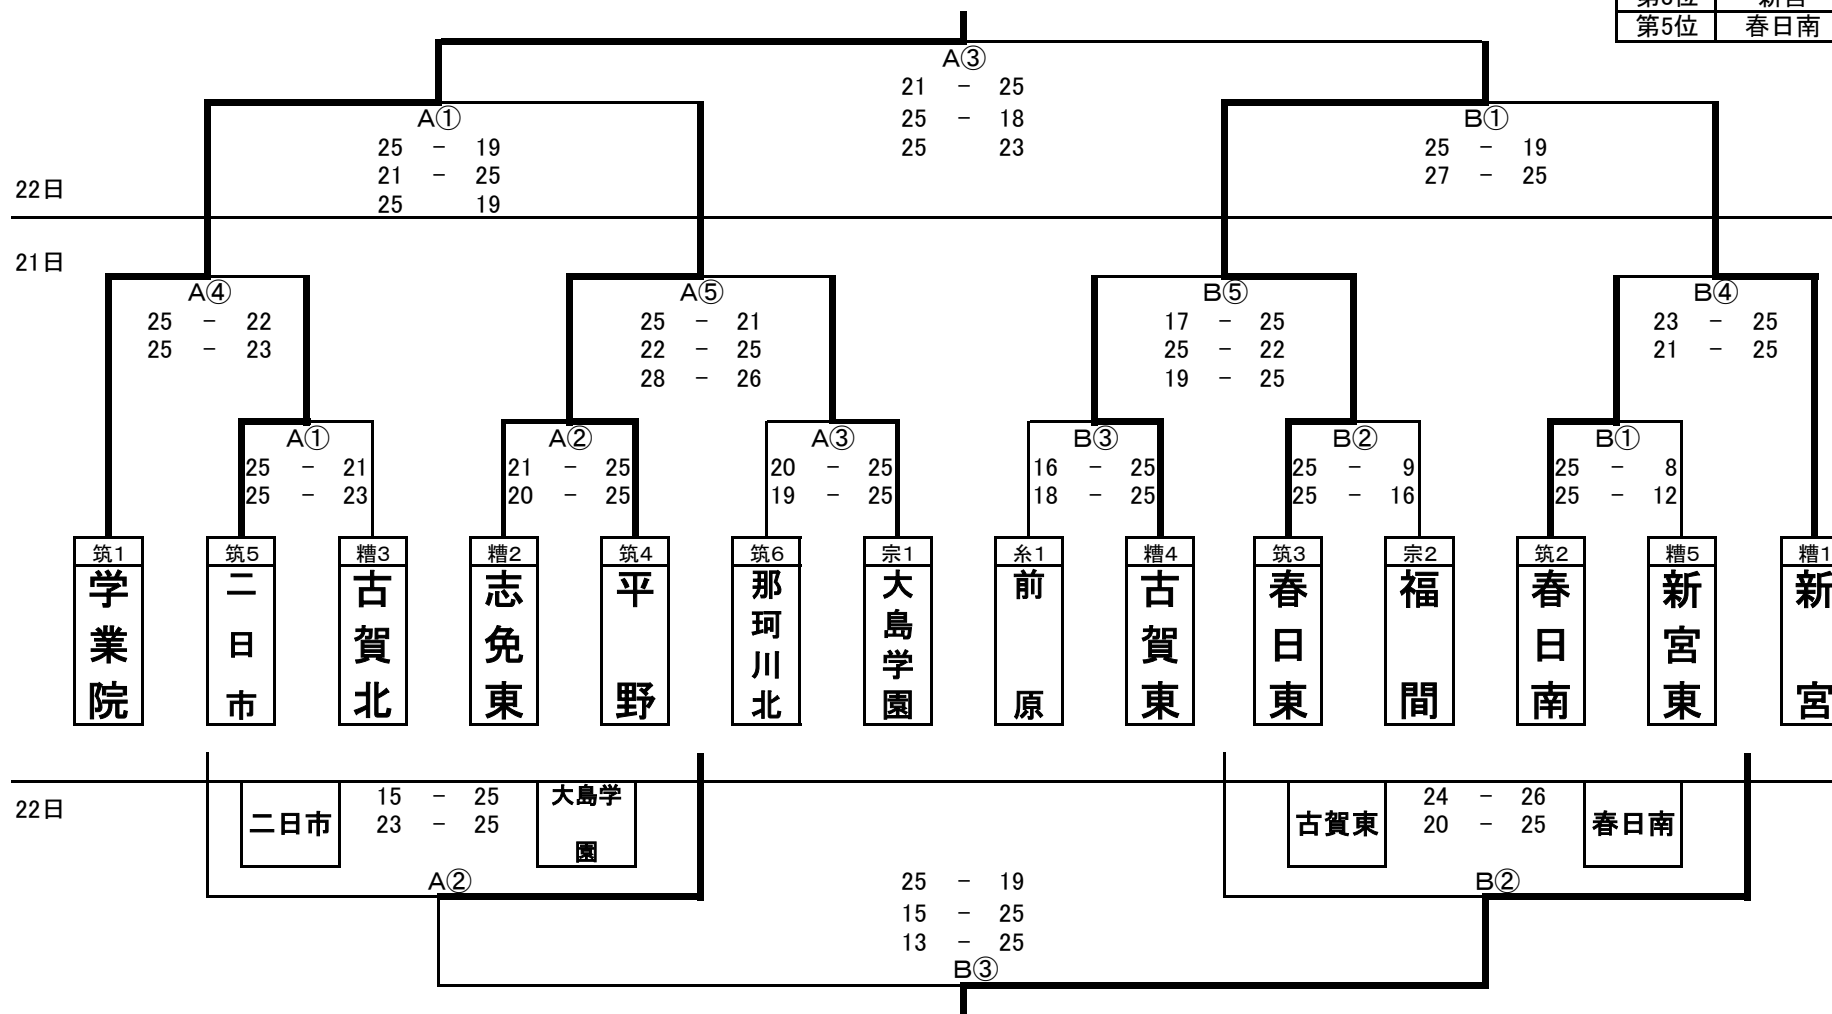 第5位 春日南
A③
21 - 25
25 - 18
25 23
A①
25 - 19
21 - 25
25 19
B①
25 - 19
27 - 25
22日
21日
A④
25 - 22
25 - 23
A⑤
25 - 21
22 - 25
28 - 26
B⑤
17 - 25
25 - 22
19 - 25
B④
23 - 25
21 - 25
A①
25 - 21
25 - 23
A②
21 - 25
20 - 25
A③
20 - 25
19 - 25
B③
16 - 25
18 - 25
B②
25 - 9
25 - 16
B①
25 - 8
25 - 12
筑1
学業院
筑5
二日市
糟3
古賀北
糟2
志免東
筑4
平野
筑6
那珂川北
宗1
大島学園
糸1
前原
糟4
古賀東
筑3
春日東
宗2
福間
筑2
春日南
糟5
新宮東
糟1
新宮
22日
二日市
15 - 25
23 - 25
大島学
園
A②
古賀東
24 - 26
20 - 25
春日南
B②
25 - 19
15 - 25
13 - 25
B③